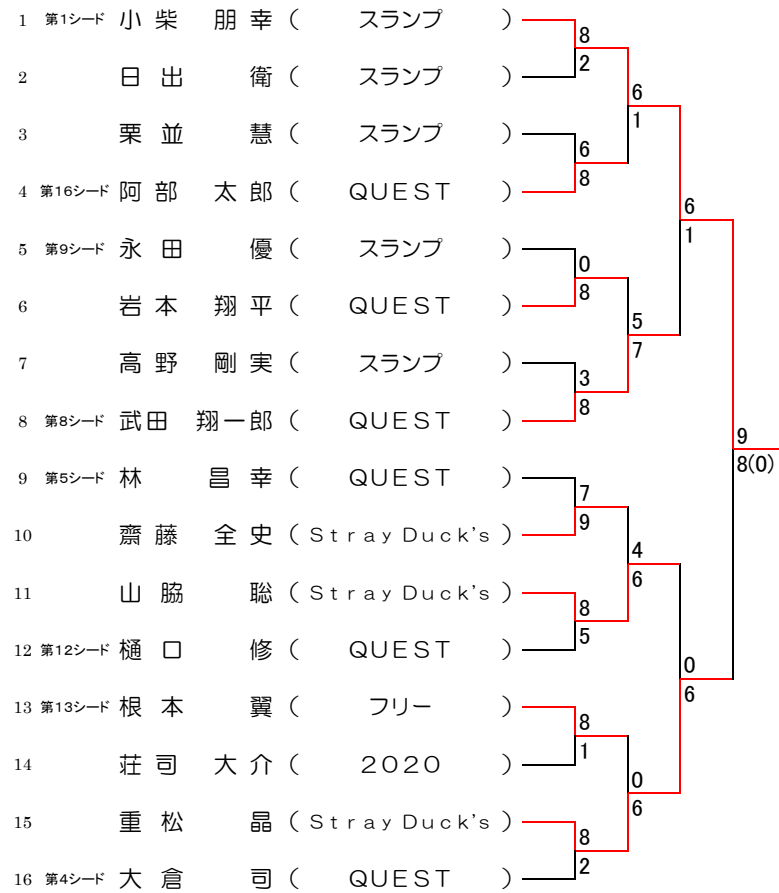 1 第1シード 小柴 朋幸 ( スランプ )
8
2 日出 衛 ( スランプ )
2
6
1
3 栗並 慧 ( スランプ )
6
4 第16シード 阿部 太郎 ( QUEST )
8
6
1
5 第9シード 永田 優 ( スランプ )
0
6 岩本 翔平 ( QUEST )
8
5
7
7 高野 剛実 ( スランプ )
3
8 第8シード 武田 翔一郎 ( QUEST )
8
9
8(0)
9 第5シード 林 昌幸 ( QUEST )
7
10 齋藤 全史 ( Stray Duck's )
9
4
6
11 山脇 聡 ( Stray Duck's )
8
12 第12シード 樋口 修 ( QUEST )
5
0
6
13 第13シード 根本 翼 ( フリー )
8
14 荘司 大介 ( 2020 )
1
0
6
15 重松 晶 ( Stray Duck's )
8
16 第4シード 大倉 司 ( QUEST )
2